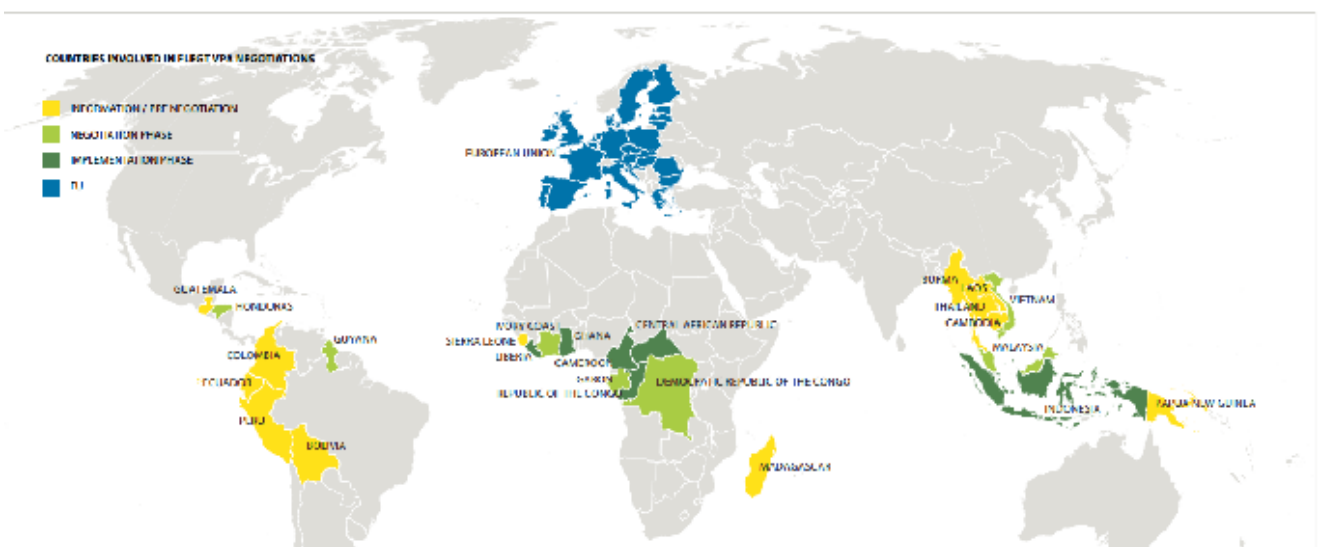 COUNTRIES INVOLVED IN FLEGT VPA NEGOTIATIONS
INFORMATION / PRE NEGOTIATION
NEGOTIATION PHASE
IMPLEMENTATION PHASE
EU
EUROPEAN UNION
GUATEMALA
HONDURAS
GUYANA
COLOMBIA
ECUADOR
PERU
BOLIVIA
IVORY COAS
SIERRA LEONE
LIBERIA
GHANA
CENTRAL AFRICAN REPUBLIC
CAMEROON
GABON
REPUBLIC OF THE CONGO
DEMOCRATIC REPUBLIC OF THE CONGO
MADAGASCAR
BURMA
LAOS
THAILAND
VIETNAM
CAMBODIA
MALAYSIA
INDONESIA
PAPUA NEW GUINEA